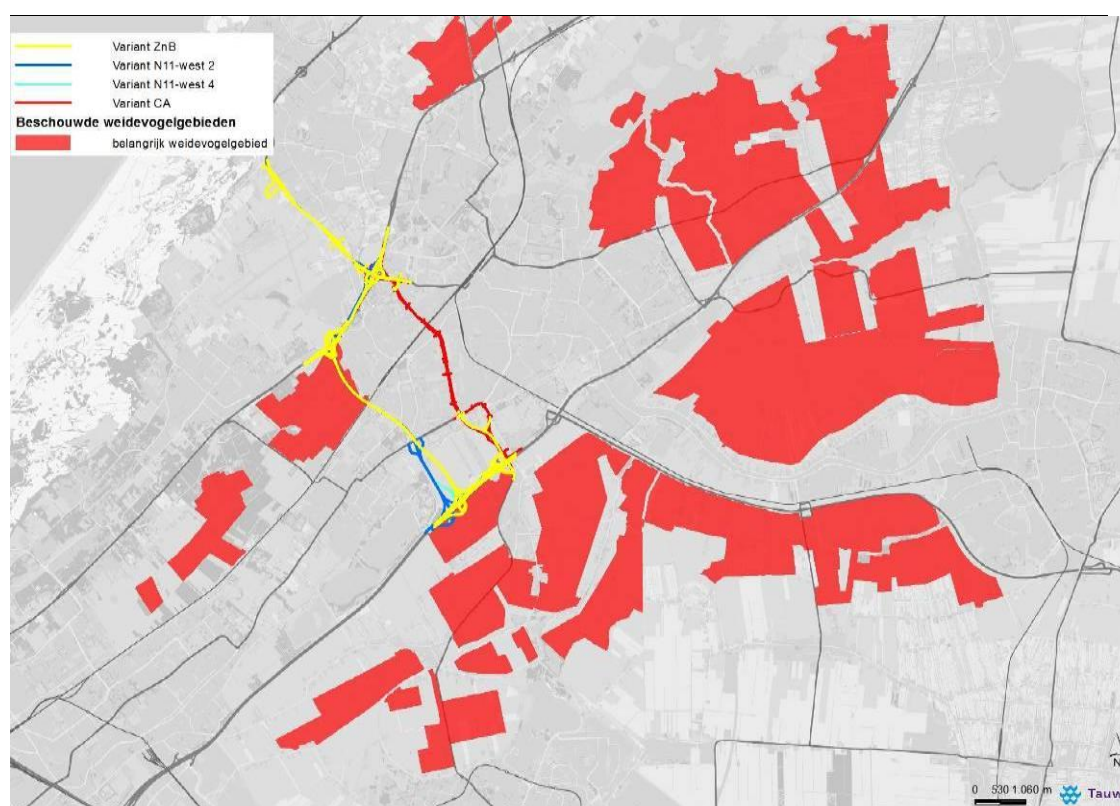 Variant ZnB
Variant N11-west 2
Variant N11-west 4
Variant CA
Beschouwde weidevogelgebieden
belangrijk weidevogelgebied
N
0 530 1.060 m
Tauw